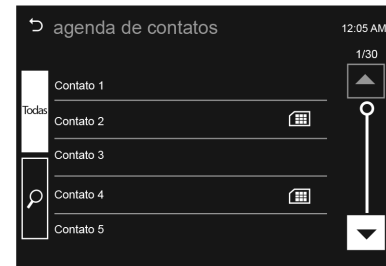 agenda de contatos
12:05 AM
1/30
Todas
Contato 1
Contato 2
Contato 3
Contato 4
Contato 5